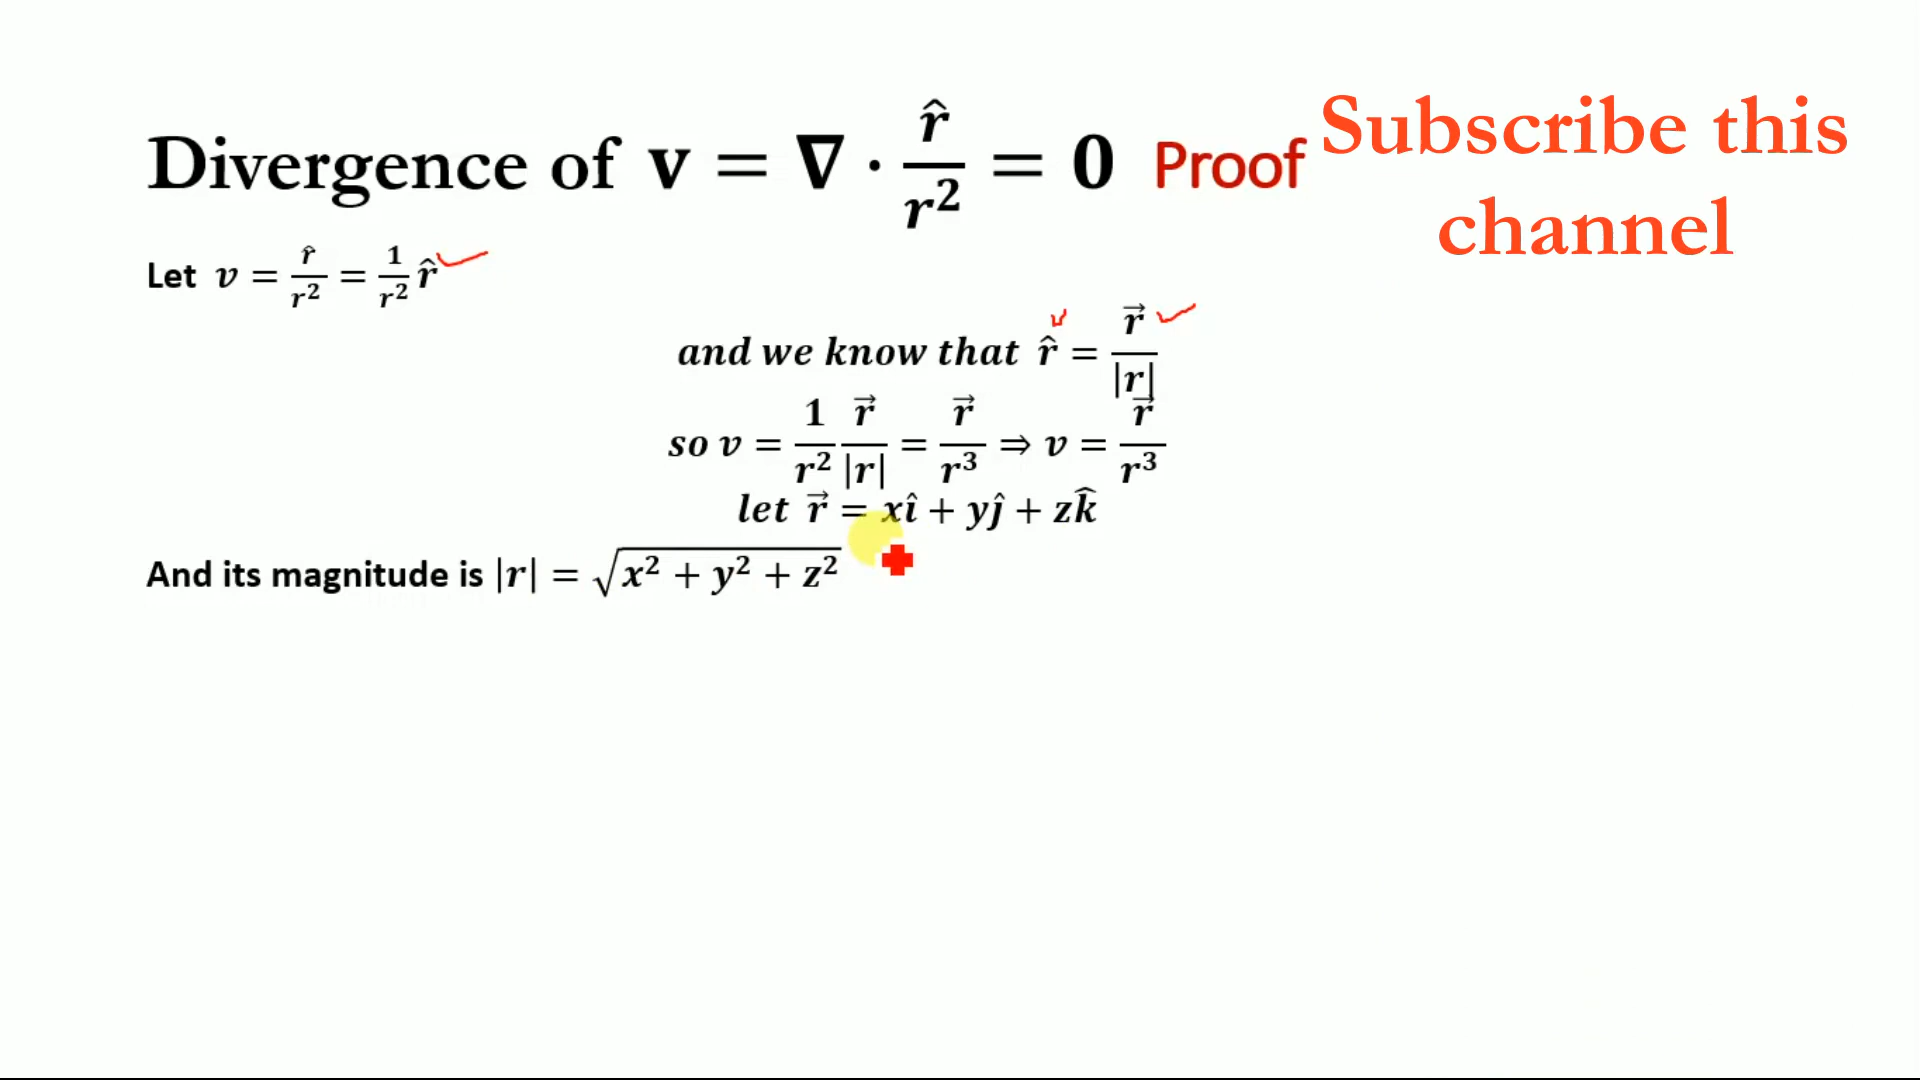 Divergence of v = ∇ · r̂/r² = 0 Proof
Subscribe this
channel
Let v = r̂/r² = 1/r² r̂
and we know that r̂ = r⃗/|r|
so v = 1/r² r⃗/|r| = r⃗/r³ ⇒ v = r⃗/r³
let r⃗ = xî + yĵ + zk̂
And its magnitude is |r| = √(x² + y² + z²)